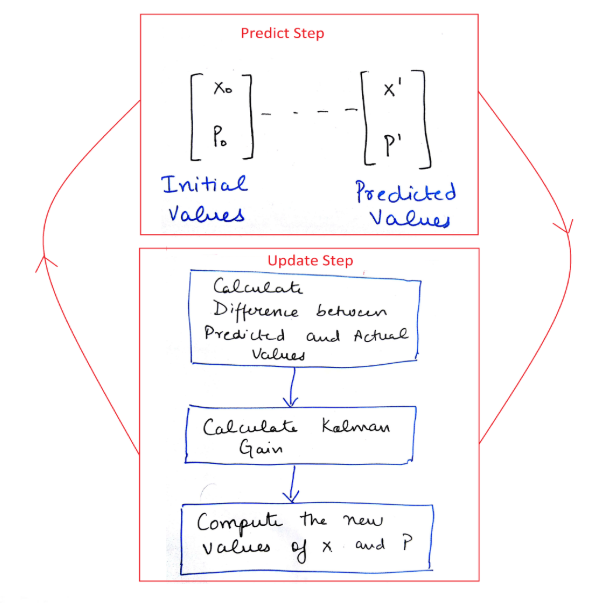 Predict Step
x₀ x'
P₀ P'
Initial Predicted
Values Values
Update Step
Calculate
Difference between
Predicted and Actual
Values
Calculate Kalman
Gain
Compute the new
values of x and P